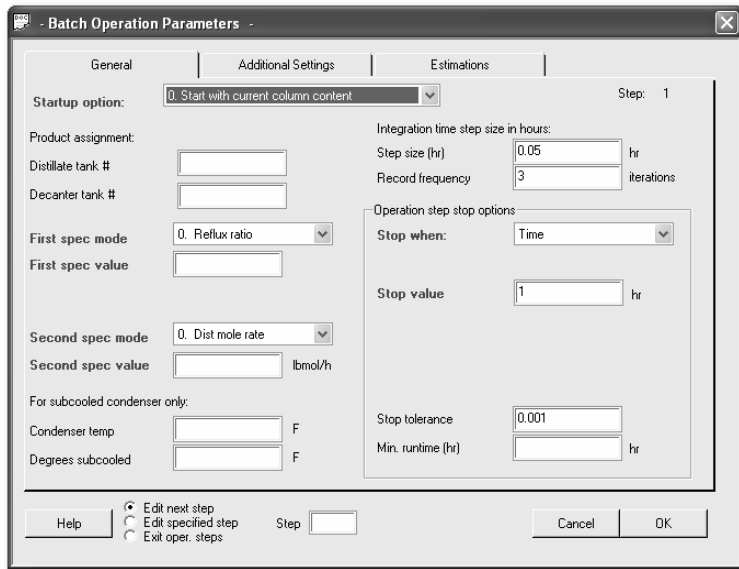 - Batch Operation Parameters -
General
Additional Settings
Estimations
Startup option:
0. Start with current column content
Step: 1
Product assignment:
Distillate tank #
Decanter tank #
First spec mode
0. Reflux ratio
First spec value
Second spec mode
0. Dist mole rate
Second spec value
lbmol/h
For subcooled condenser only:
Condenser temp
F
Degrees subcooled
F
Integration time step size in hours:
Step size (hr)
0.05
hr
Record frequency
3
iterations
Operation step stop options
Stop when:
Time
Stop value
1
hr
Stop tolerance
0.001
Min. runtime (hr)
hr
Help
Edit next step
Edit specified step
Exit oper. steps
Step
Cancel
OK